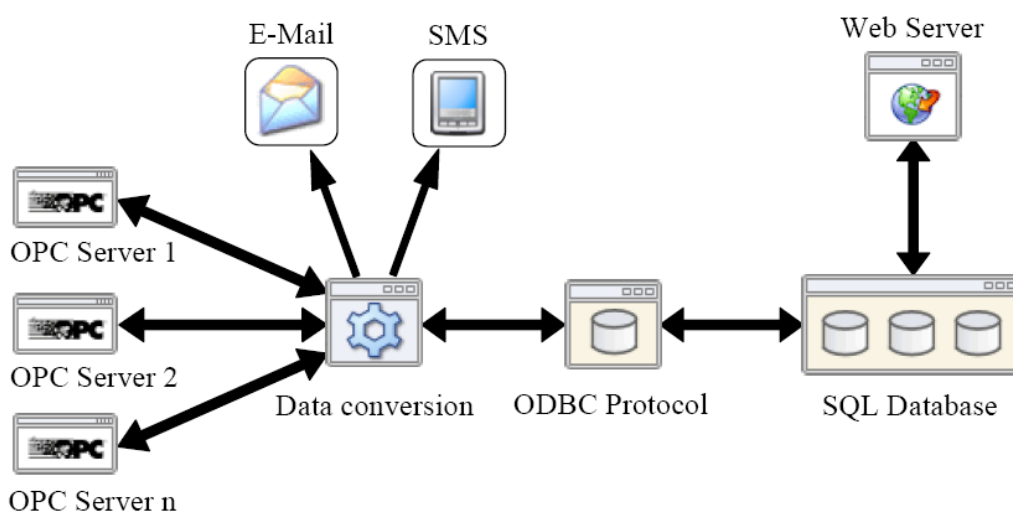 E-Mail
SMS
Web Server
OPC
OPC Server 1
OPC
OPC Server 2
OPC
OPC Server n
Data conversion
ODBC Protocol
SQL Database